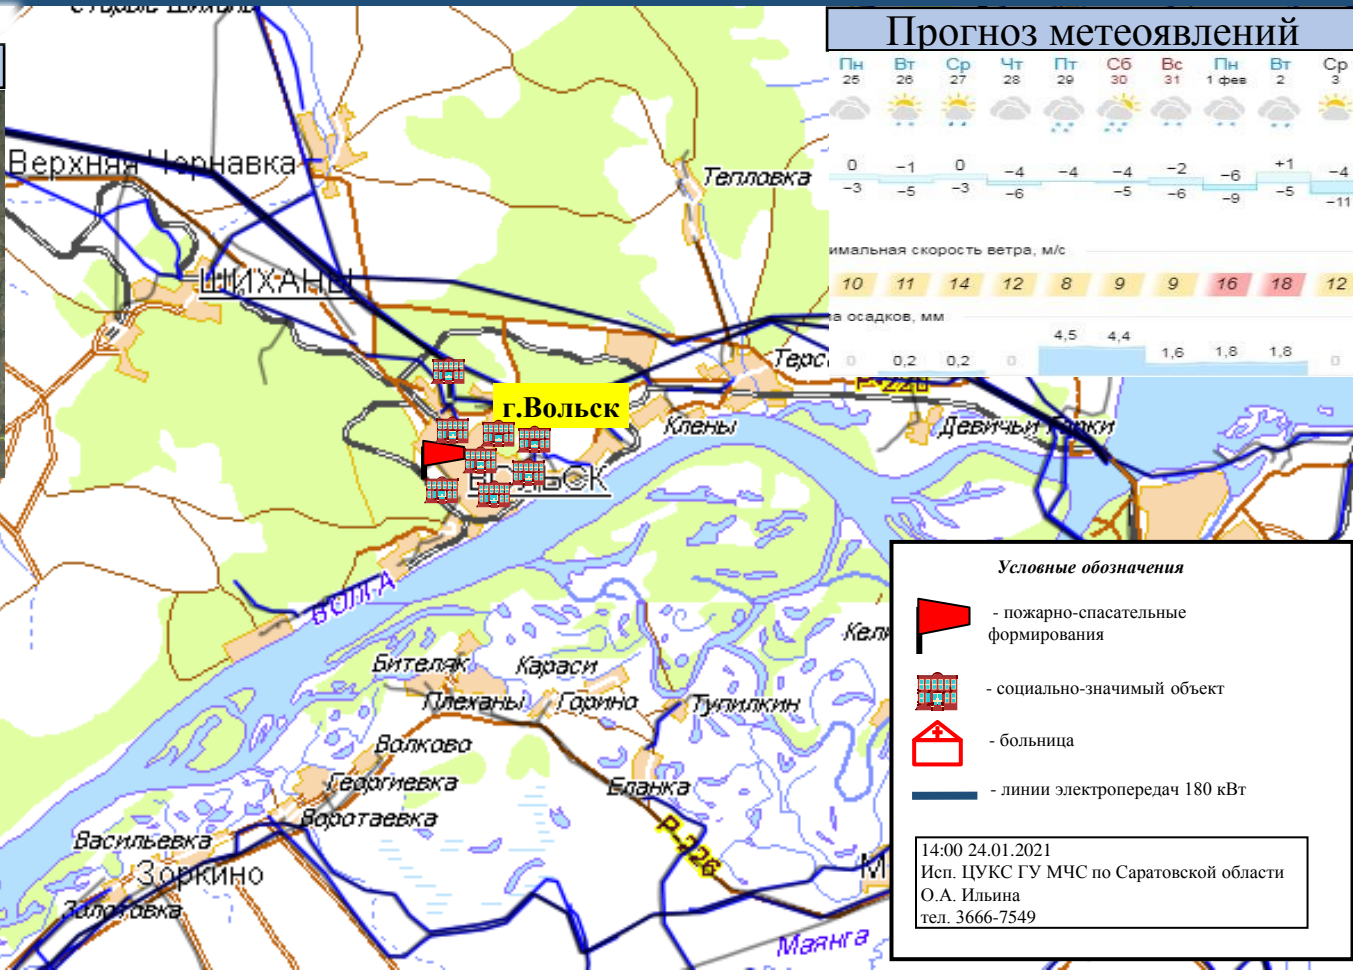 Старые Шиханы
Прогноз метеоявлений
Пн Вт Ср Чт Пт Сб Вс Пн Вт Ср
25 26 27 28 29 30 31 1 фев 2 3
0 −1 0 −4 −4 −4 −2 −6 +1 −4
−3 −5 −3 −6 −5 −6 −9 −5 −11
имальная скорость ветра, м/с
10 11 14 12 8 9 9 16 18 12
а осадков, мм
0 0,2 0,2 0 4,5 4,4 1,6 1,8 1,8 0
Верхняя Чернавка
Тепловка
ШИХАНЫ
Терс
Р-226
г.Вольск
Клены
Девичьи Горки
ВОЛЬСК
ВОЛГА
Кели
Бителяк
Караси
Плеханы
Горино
Тупилкин
Волково
Георгиевка
Еланка
Воротаевка
Васильевка
Р-226
Зоркино
М
Золотовка
Маянга
Условные обозначения
- пожарно-спасательные
формирования
- социально-значимый объект
- больница
- линии электропередач 180 кВт
14:00 24.01.2021
Исп. ЦУКС ГУ МЧС по Саратовской области
О.А. Ильина
тел. 3666-7549